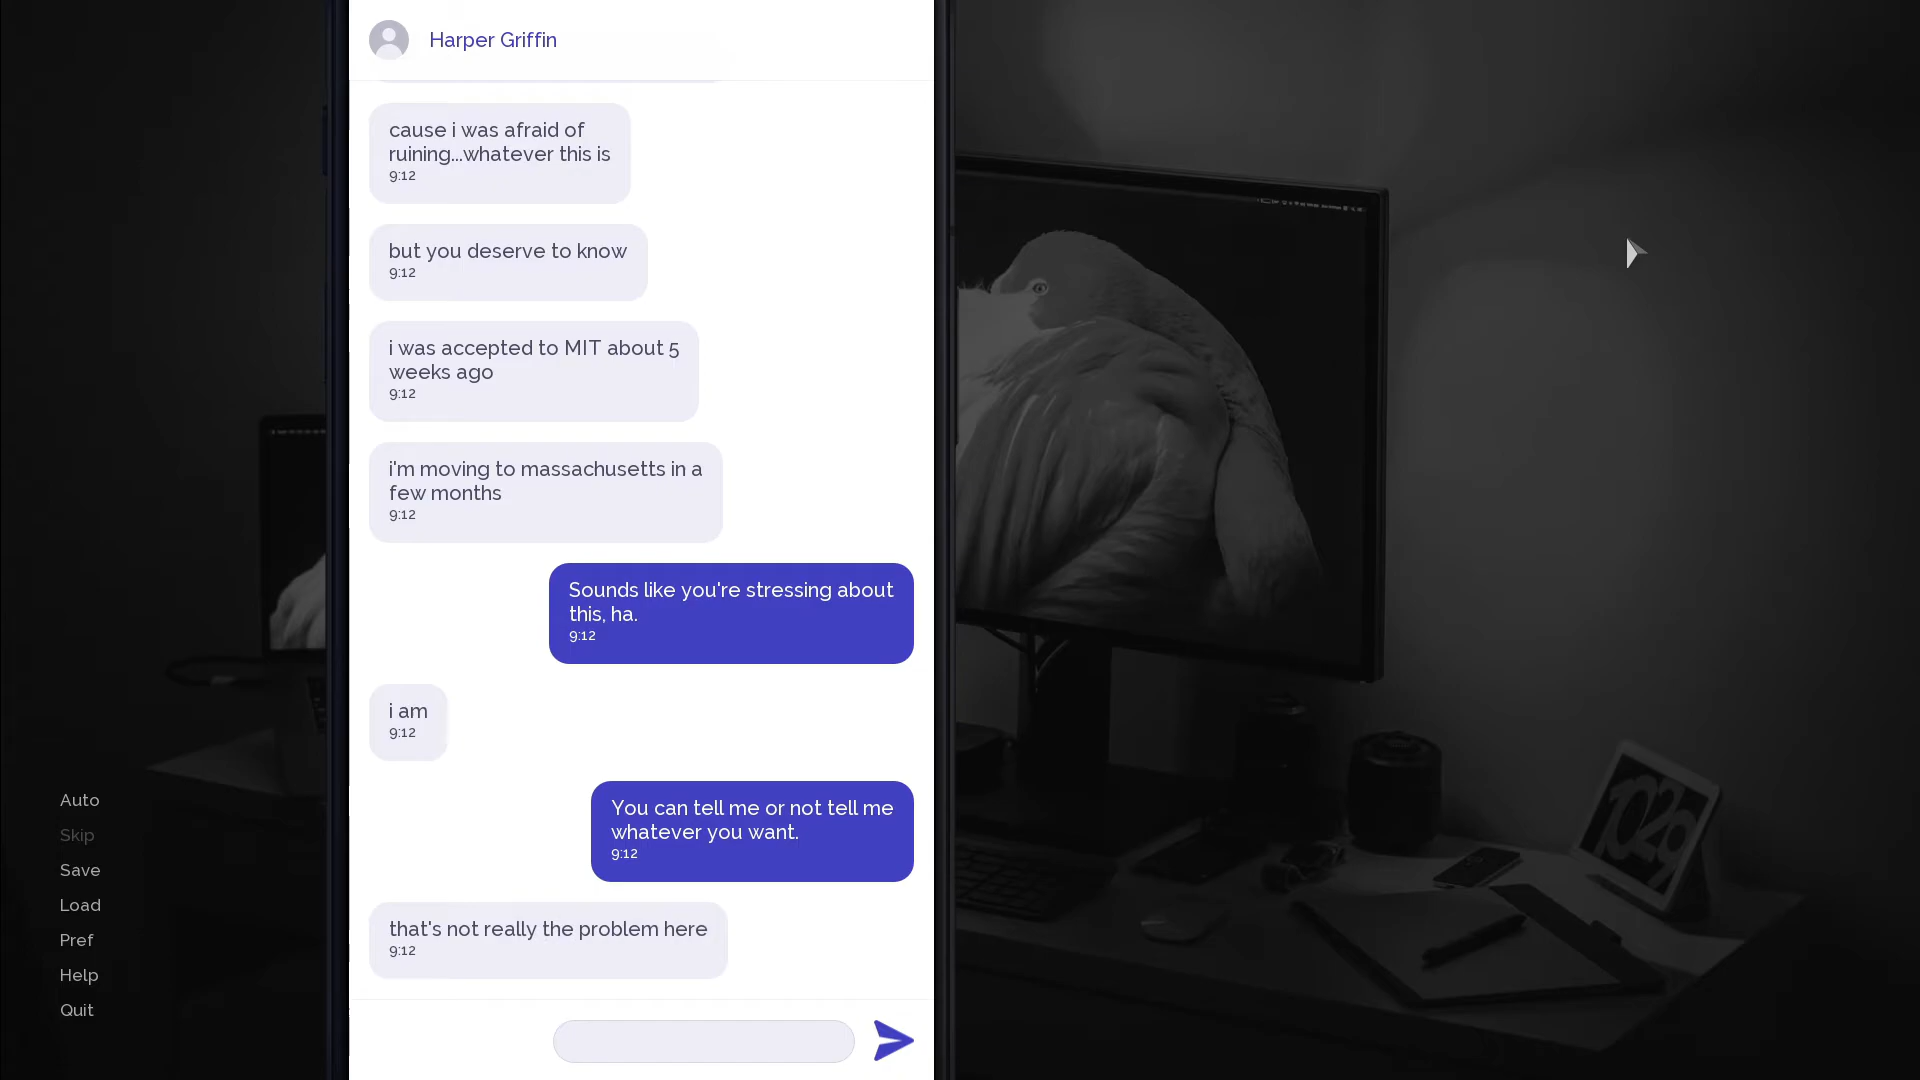 Harper Griffin
cause i was afraid of
ruining...whatever this is
9:12
but you deserve to know
9:12
i was accepted to MIT about 5
weeks ago
9:12
i'm moving to massachusetts in a
few months
9:12
Sounds like you're stressing about
this, ha.
9:12
i am
9:12
You can tell me or not tell me
whatever you want.
9:12
that's not really the problem here
9:12
Auto
Skip
Save
Load
Pref
Help
Quit
1029